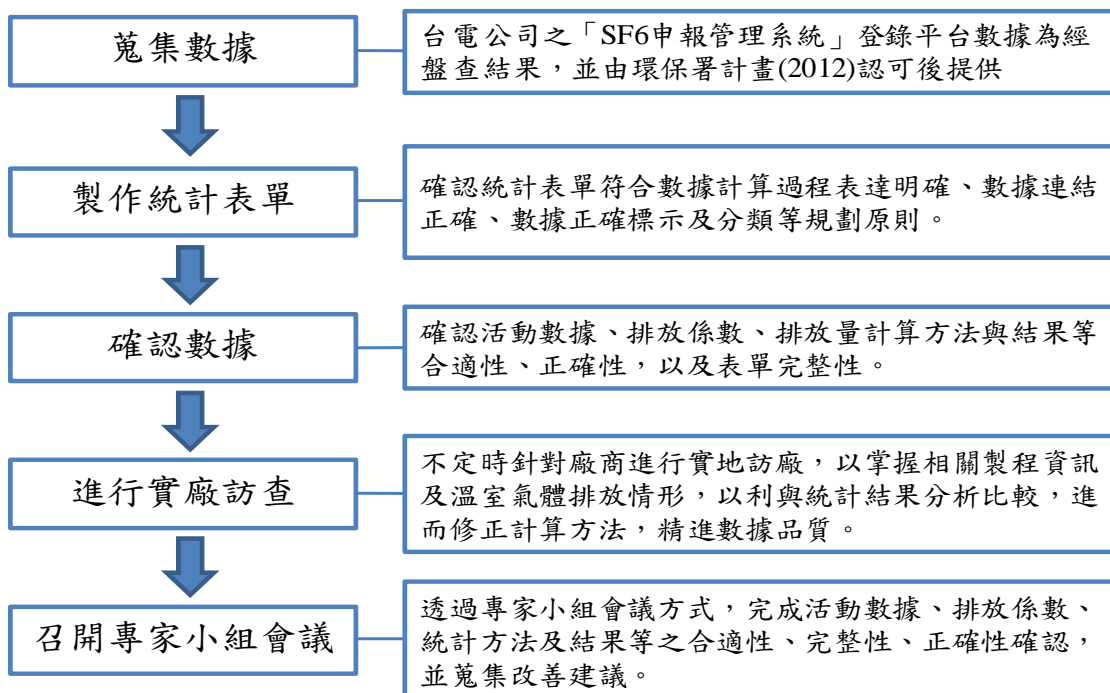 蒐集數據
台電公司之「SF6申報管理系統」登錄平台數據為經
盤查結果，並由環保署計畫(2012)認可後提供
製作統計表單
確認統計表單符合數據計算過程表達明確、數據連結
正確、數據正確標示及分類等規劃原則。
確認數據
確認活動數據、排放係數、排放量計算方法與結果等
合適性、正確性，以及表單完整性。
進行實廠訪查
不定時針對廠商進行實地訪廠，以掌握相關製程資訊
及溫室氣體排放情形，以利與統計結果分析比較，進
而修正計算方法，精進數據品質。
召開專家小組會議
透過專家小組會議方式，完成活動數據、排放係數、
統計方法及結果等之合適性、完整性、正確性確認，
並蒐集改善建議。